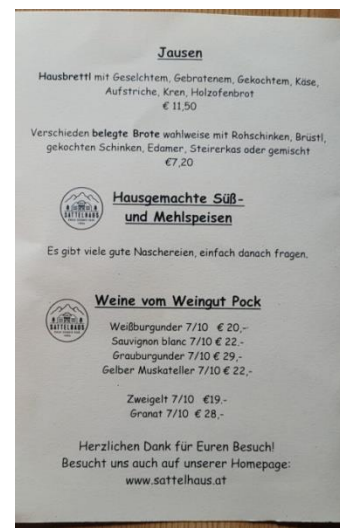 Jausen
Hausbrettl mit Geselchtem, Gebratenem, Gekochtem, Käse,
Aufstriche, Kren, Holzofenbrot
€ 11,50
Verschieden belegte Brote wahlweise mit Rohschinken, Brüstl,
gekochten Schinken, Edamer, Steirerkas oder gemischt
€7,20
SATTELHAUS
Hausgemachte Süß-
und Mehlspeisen
Es gibt viele gute Naschereien, einfach danach fragen.
SATTELHAUS
Weine vom Weingut Pock
Weißburgunder 7/10 € 20,-
Sauvignon blanc 7/10 € 22.-
Grauburgunder 7/10 € 29,-
Gelber Muskateller 7/10 € 22,-
Zweigelt 7/10 €19.-
Granat 7/10 € 28,-
Herzlichen Dank für Euren Besuch!
Besucht uns auch auf unserer Homepage:
www.sattelhaus.at